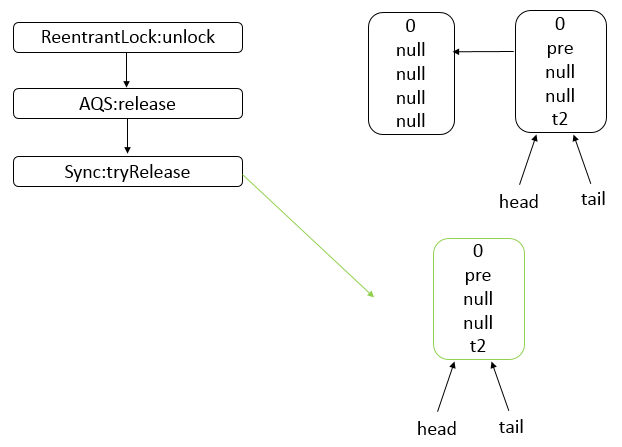 ReentrantLock:unlock
AQS:release
Sync:tryRelease
0
null
null
null
null
0
pre
null
null
t2
head
tail
0
pre
null
null
t2
head
tail